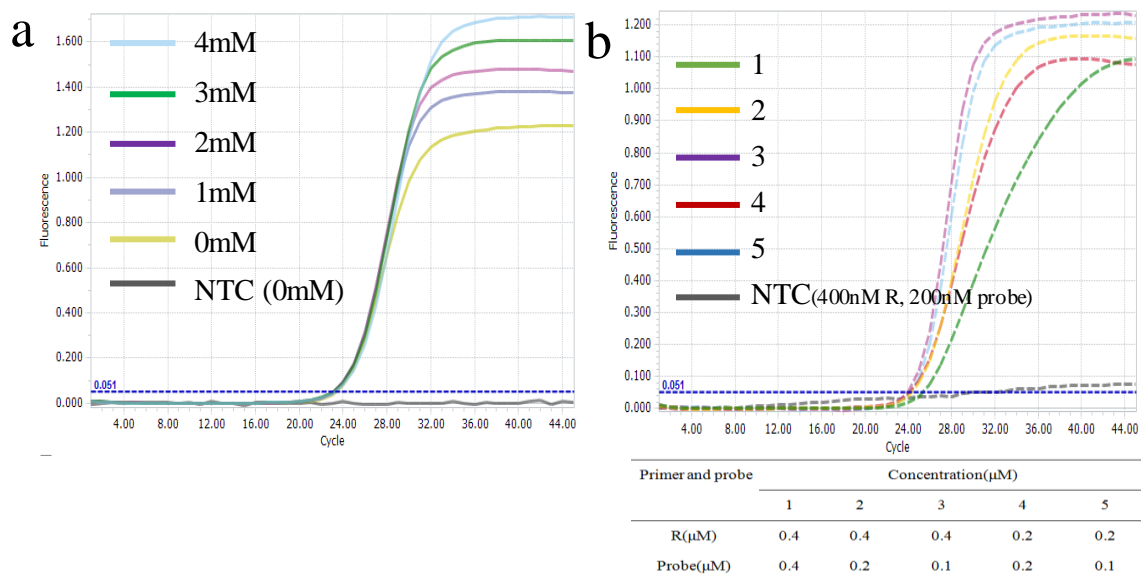 a
1.600
1.400
1.200
1.000
0.800
0.600
0.400
0.200
0.000
Fluorescence
4mM
3mM
2mM
1mM
0mM
NTC (0mM)
0.051
4.00 8.00 12.00 16.00 20.00 24.00 28.00 32.00 36.00 40.00 44.00
Cycle
b
1.200
1.100
1.000
0.900
0.800
0.700
0.600
0.500
0.400
0.300
0.200
0.100
0.000
Fluorescence
1
2
3
4
5
NTC(400nM R, 200nM probe)
0.051
4.00 8.00 12.00 16.00 20.00 24.00 28.00 32.00 36.00 40.00 44.00
Cycle
Primer and probe Concentration(μM)
1 2 3 4 5
R(μM) 0.4 0.4 0.4 0.2 0.2
Probe(μM) 0.4 0.2 0.1 0.2 0.1